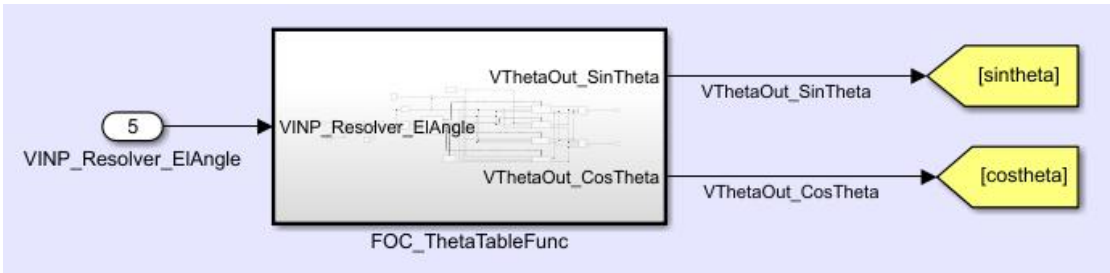 VThetaOut_SinTheta
[sintheta]
VThetaOut_SinTheta
5
VINP_Resolver_ElAngle
VINP_Resolver_ElAngle
VThetaOut_CosTheta
[costheta]
VThetaOut_CosTheta
FOC_ThetaTableFunc